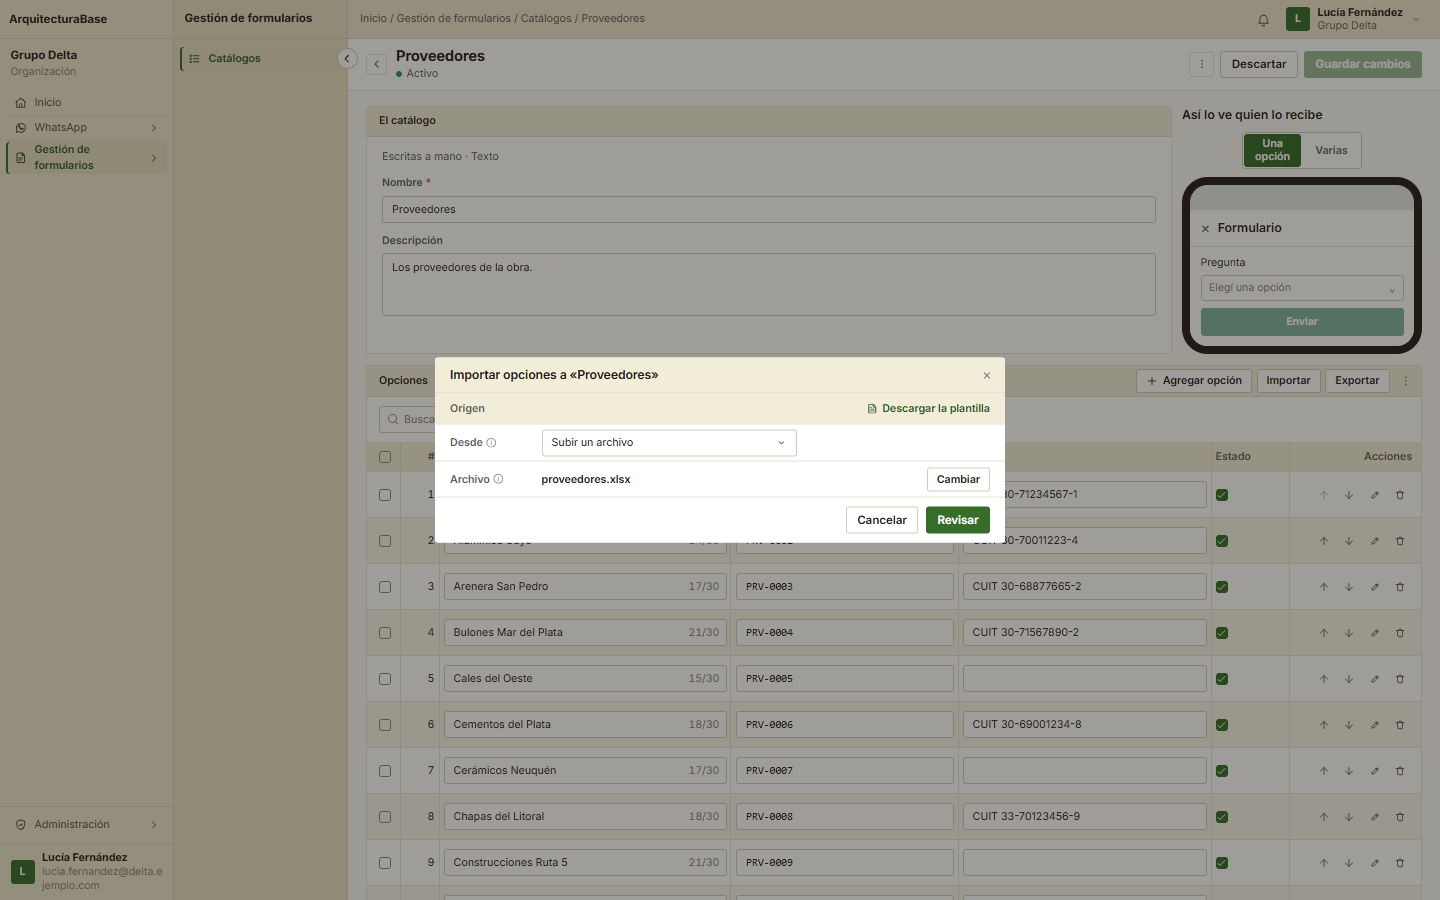 ArquitecturaBase
Grupo Delta
Organización
Inicio
WhatsApp
Gestión de
formularios
Administración
L
Lucía Fernández
lucia.fernandez@delta.e
jemplo.com
Gestión de formularios
Catálogos
Inicio / Gestión de formularios / Catálogos / Proveedores
L
Lucía Fernández
Grupo Delta
Proveedores
Activo
Descartar
Guardar cambios
El catálogo
Escritas a mano · Texto
Nombre *
Proveedores
Descripción
Los proveedores de la obra.
Así lo ve quien lo recibe
Una
opción
Varias
Formulario
Pregunta
Elegí una opción
Enviar
Opciones
Agregar opción
Importar
Exportar
Busca
Importar opciones a «Proveedores»
Origen
Descargar la plantilla
Desde
Subir un archivo
Archivo
proveedores.xlsx
Cambiar
Cancelar
Revisar
#
Estado
Acciones
1
30-71234567-1
2
30-70011223-4
3
Arenera San Pedro
17/30
PRV-0003
CUIT 30-68877665-2
4
Bulones Mar del Plata
21/30
PRV-0004
CUIT 30-71567890-2
5
Cales del Oeste
15/30
PRV-0005
6
Cementos del Plata
18/30
PRV-0006
CUIT 30-69001234-8
7
Cerámicos Neuquén
17/30
PRV-0007
8
Chapas del Litoral
18/30
PRV-0008
CUIT 33-70123456-9
9
Construcciones Ruta 5
21/30
PRV-0009